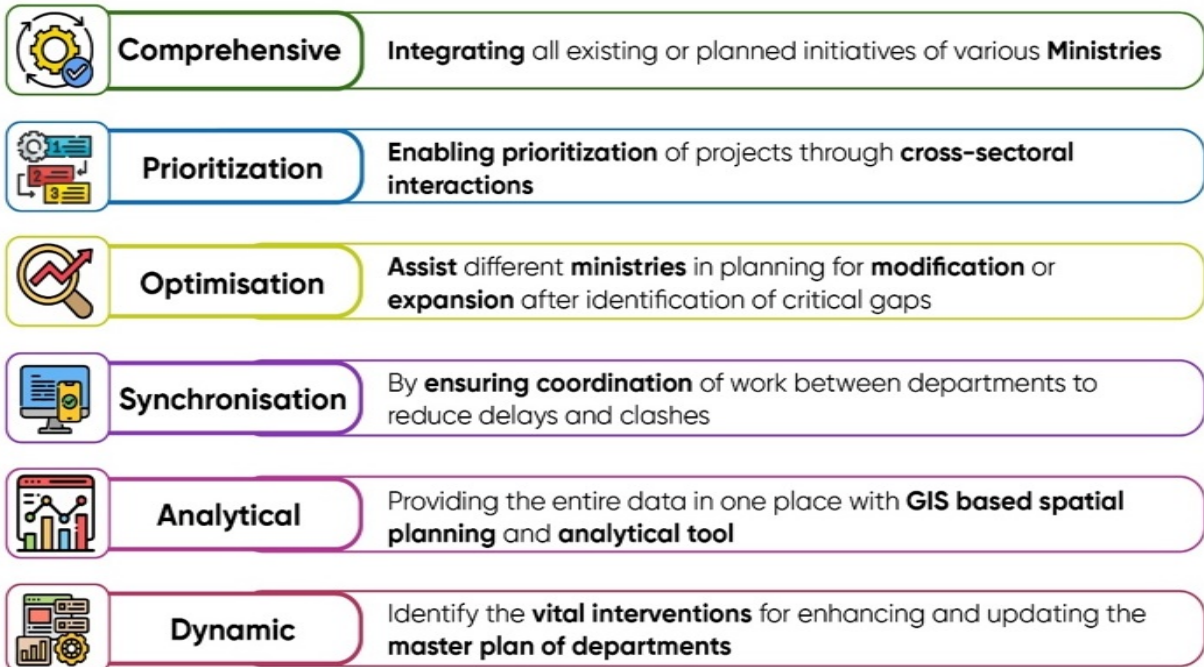 Comprehensive
Integrating all existing or planned initiatives of various Ministries
Prioritization
Enabling prioritization of projects through cross-sectoral
interactions
Optimisation
Assist different ministries in planning for modification or
expansion after identification of critical gaps
Synchronisation
By ensuring coordination of work between departments to
reduce delays and clashes
Analytical
Providing the entire data in one place with GIS based spatial
planning and analytical tool
Dynamic
Identify the vital interventions for enhancing and updating the
master plan of departments
1
2
3